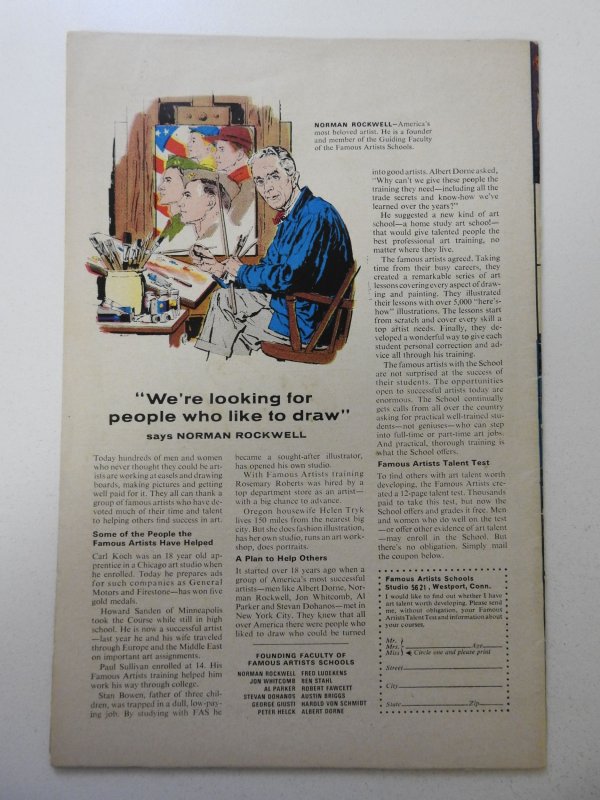 NORMAN ROCKWELL—America's
most beloved artist. He is a founder
and member of the Guiding Faculty
of the Famous Artists Schools.
"We're looking for
people who like to draw"
says NORMAN ROCKWELL
Today hundreds of men and women
who never thought they could be art-
ists are working at easels and drawing
boards, making pictures and getting
well paid for it. They all can thank a
group of famous artists who have de-
voted much of their time and talent
to helping others find success in art.
Some of the People the
Famous Artists Have Helped
Carl Koch was an 18 year old ap-
prentice in a Chicago art studio when
he enrolled. Today he prepares ads
for such companies as General
Motors and Firestone—has won five
gold medals.
Howard Sanden of Minneapolis
took the Course while still in high
school. He is now a successful artist
—last year he and his wife traveled
through Europe and the Middle East
on important art assignments.
Paul Sullivan enrolled at 14. His
Famous Artists training helped him
work his way through college.
Stan Bowen, father of three chil-
dren, was trapped in a dull, low-pay-
ing job. By studying with FAS he
became a sought-after illustrator,
has opened his own studio.
With Famous Artists training
Rosemary Roberts was hired by a
top department store as an artist—
with a big chance to advance.
Oregon housewife Helen Tryk
lives 150 miles from the nearest big
city. But she does fashion illustration,
has her own studio, runs an art work-
shop, does portraits.
A Plan to Help Others
It started over 18 years ago when a
group of America's most successful
artists—men like Albert Dorne, Nor-
man Rockwell, Jon Whitcomb, Al
Parker and Stevan Dohanos—met in
New York City. They knew that all
over America there were people who
liked to draw who could be turned
FOUNDING FACULTY OF
FAMOUS ARTISTS SCHOOLS
NORMAN ROCKWELL FRED LUDEKENS
JON WHITCOMB BEN STAHL
AL PARKER ROBERT FAWCETT
STEVAN DOHANOS AUSTIN BRIGGS
GEORGE GIUSTI HAROLD VON SCHMIDT
PETER HELCK ALBERT DORNE
into good artists. Albert Dorne asked,
"Why can't we give these people the
training they need—including all the
trade secrets and know-how we've
learned over the years?"
He suggested a new kind of art
school—a home study art school—
that would give talented people the
best professional art training, no
matter where they live.
The famous artists agreed. Taking
time from their busy careers, they
created a remarkable series of art
lessons covering every aspect of draw-
ing and painting. They illustrated
their lessons with over 5,000 "here's-
how" illustrations. The lessons start
from scratch and cover every skill a
top artist needs. Finally, they de-
veloped a wonderful way to give each
student personal correction and ad-
vice all through his training.
The famous artists with the School
are not surprised at the success of
their students. The opportunities
open to successful artists today are
enormous. The School continually
gets calls from all over the country
asking for practical well-trained stu-
dents—not geniuses—who can step
into full-time or part-time art jobs.
And practical, thorough training is
what the School offers.
Famous Artists Talent Test
To find others with art talent worth
developing, the Famous Artists cre-
ated a 12-page talent test. Thousands
paid to take this test, but now the
School offers and grades it free. Men
and women who do well on the test
—or offer other evidence of art talent
—may enroll in the School. But
there's no obligation. Simply mail
the coupon below.
Famous Artists Schools
Studio 5621, Westport, Conn.
I would like to find out whether I have
art talent worth developing. Please send
me, without obligation, your Famous
Artists Talent Test and information about
your courses.
Mr.
Mrs. Age
Miss Circle one and please print
Street
City
State Zip